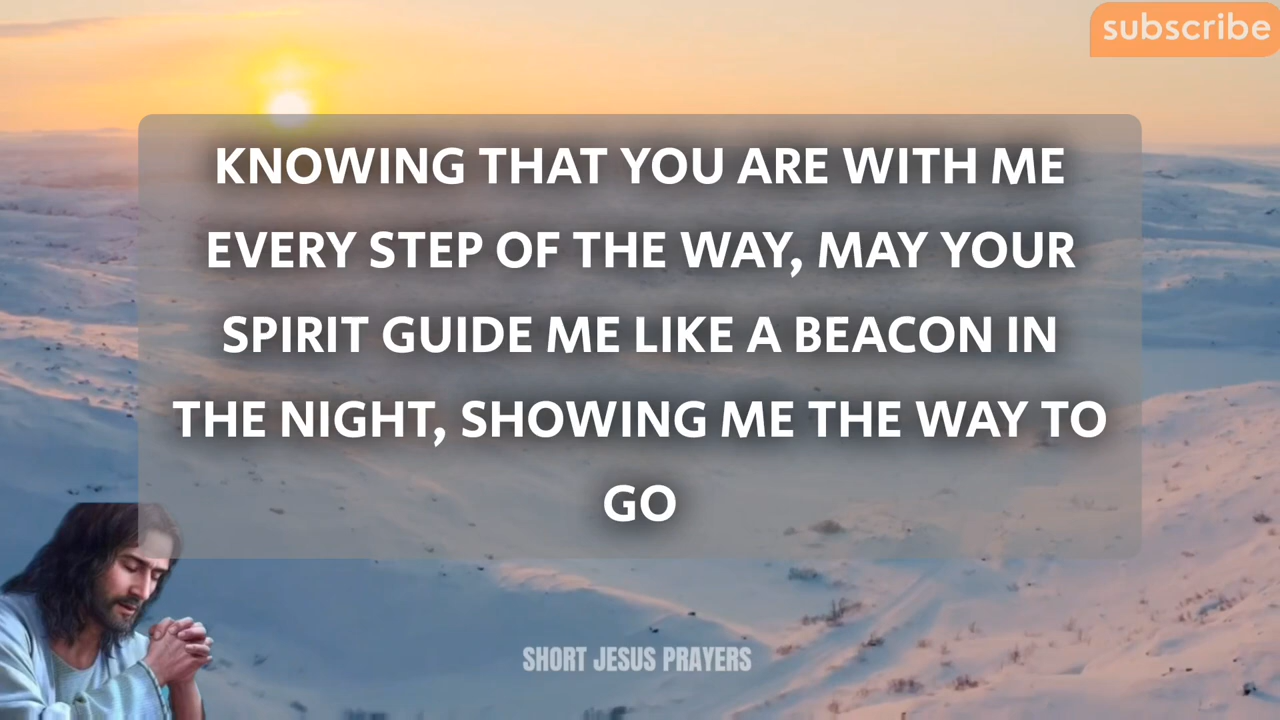 subscribe
KNOWING THAT YOU ARE WITH ME
EVERY STEP OF THE WAY, MAY YOUR
SPIRIT GUIDE ME LIKE A BEACON IN
THE NIGHT, SHOWING ME THE WAY TO
GO
SHORT JESUS PRAYERS